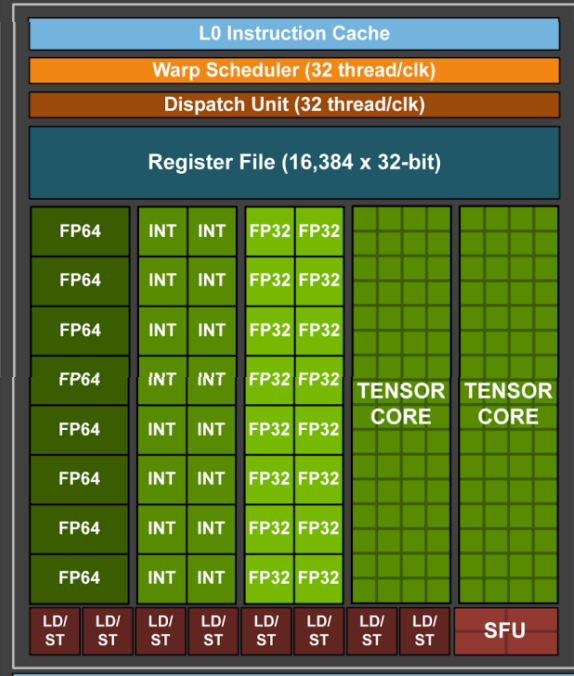 L0 Instruction Cache
Warp Scheduler (32 thread/clk)
Dispatch Unit (32 thread/clk)
Register File (16,384 x 32-bit)
FP64 INT INT FP32 FP32
FP64 INT INT FP32 FP32
FP64 INT INT FP32 FP32
FP64 INT INT FP32 FP32 TENSOR CORE TENSOR CORE
FP64 INT INT FP32 FP32
FP64 INT INT FP32 FP32
FP64 INT INT FP32 FP32
FP64 INT INT FP32 FP32
LD/ LD/ LD/ LD/ LD/ LD/ LD/ LD/ SFU
ST ST ST ST ST ST ST ST